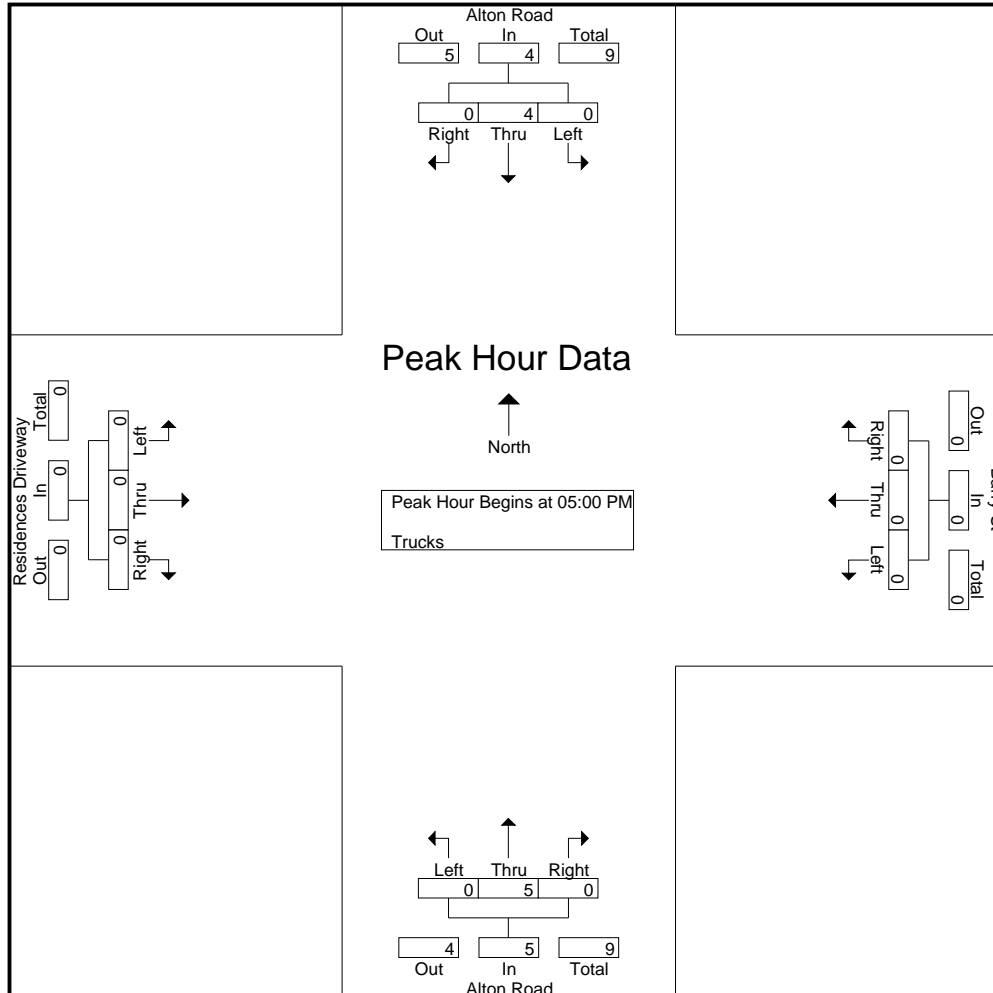 Alton Road
Out In Total
5 4 9
0 4 0
Right Thru Left
Peak Hour Data
North
Peak Hour Begins at 05:00 PM
Trucks
Residences Driveway
Out In Total
0 0 0
Right Thru Left
0 0 0
Out In Total
0 0 0
Right Thru Left
0 0 0
Left Thru Right
0 5 0
4 5 9
Out In Total
Alton Road